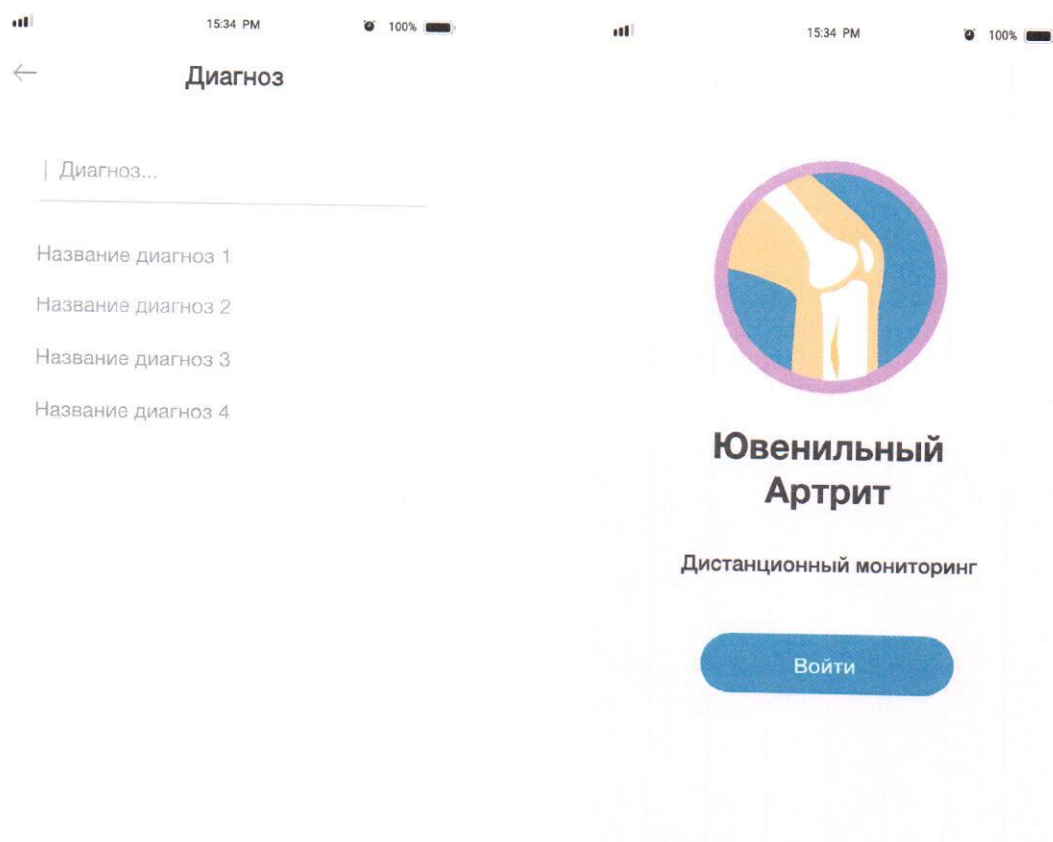 15:34 PM
100%
Диагноз
Диагноз...
Название диагноз 1
Название диагноз 2
Название диагноз 3
Название диагноз 4
15:34 PM
100%
Ювенильный
Артрит
Дистанционный мониторинг
Войти